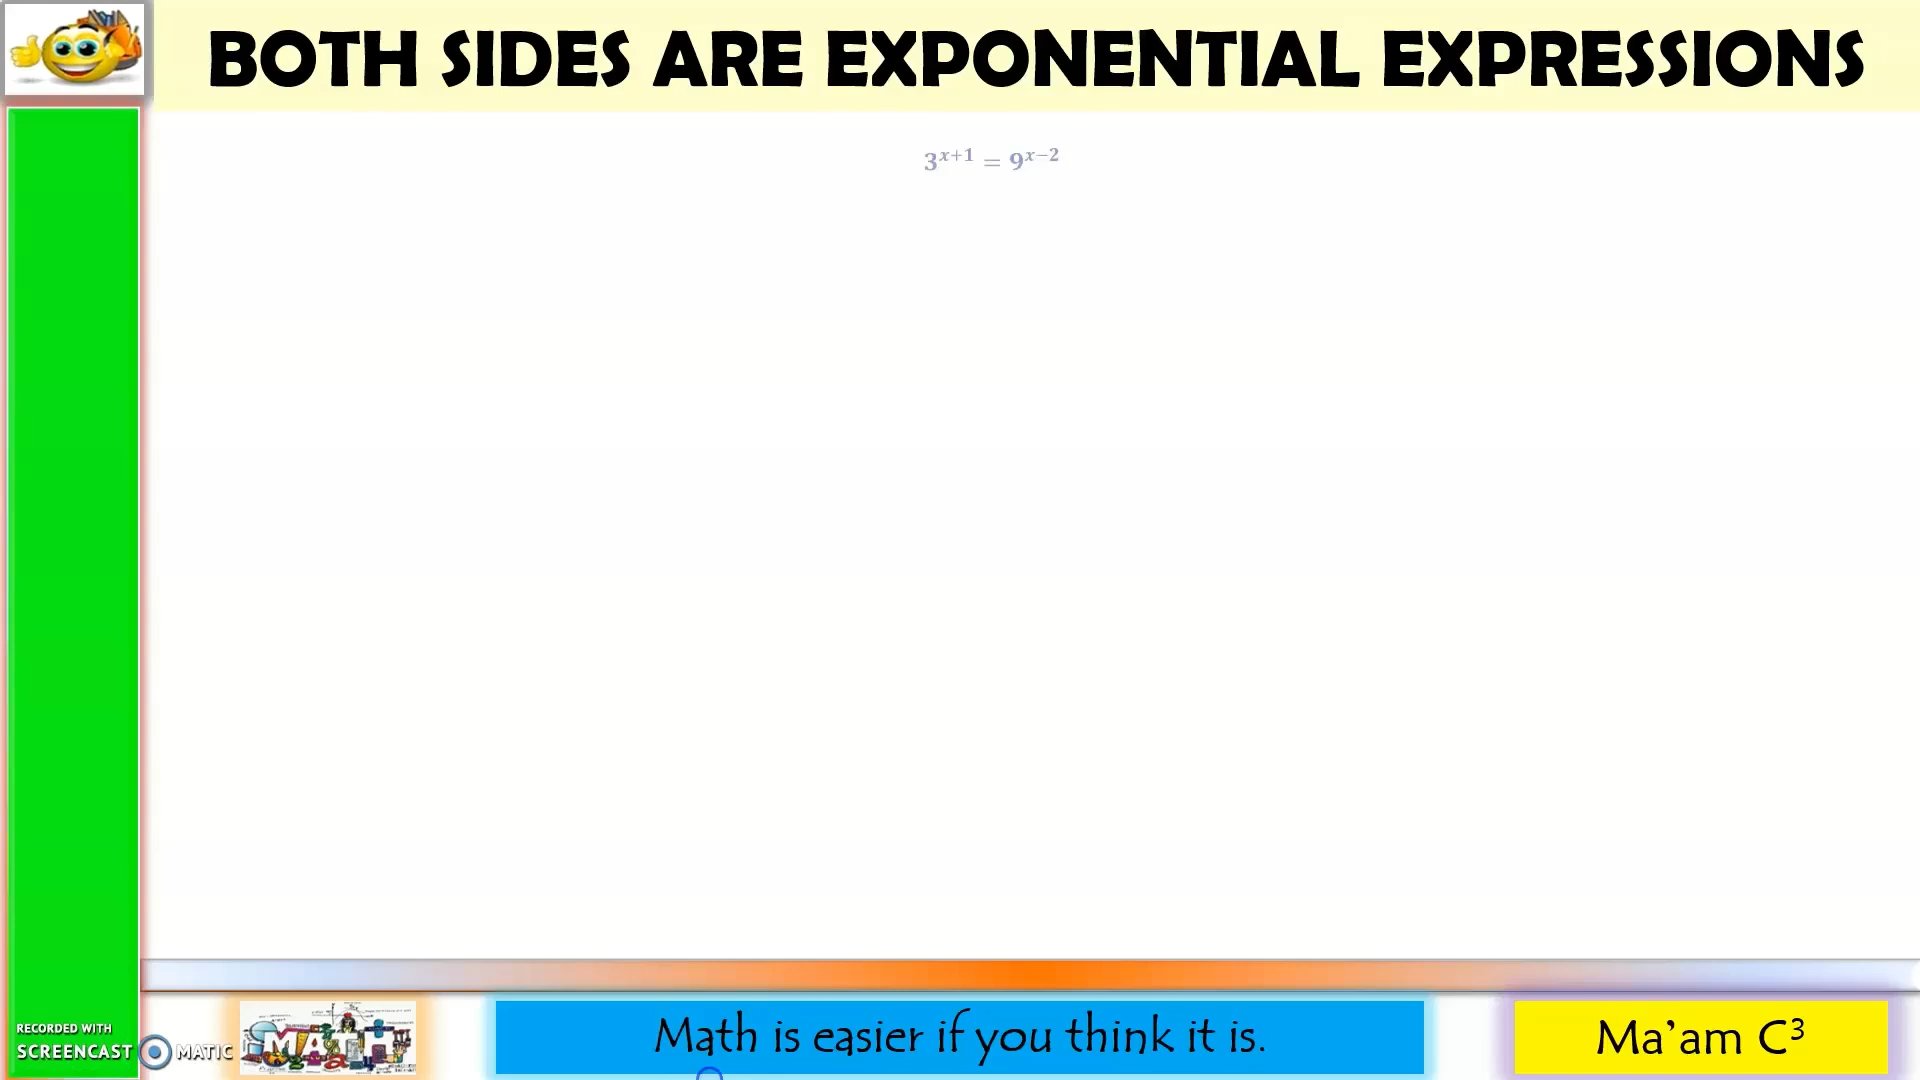 BOTH SIDES ARE EXPONENTIAL EXPRESSIONS
3^{x+1} = 9^{x−2}
RECORDED WITH
SCREENCAST MATIC
MATH
Math is easier if you think it is.
Ma’am C³